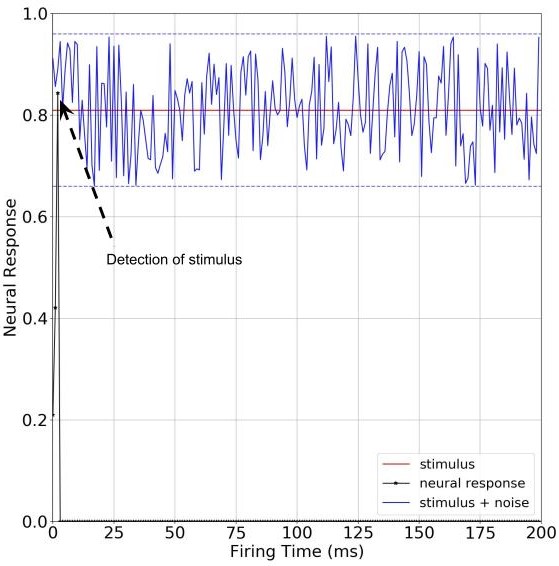 1.0
0.8
0.6
0.4
0.2
0.0
Neural Response
Detection of stimulus
stimulus
neural response
stimulus + noise
0 25 50 75 100 125 150 175 200
Firing Time (ms)